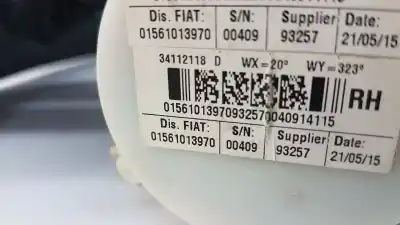 Dis. FIAT: S/N: Supplier Date:
01561013970 00409 93257 21/05/15
34112118 D WX=20° WY=323°
RH
01561013970932570040914115
Dis. FIAT: S/N: Supplier Date:
01561013970 00409 93257 21/05/15